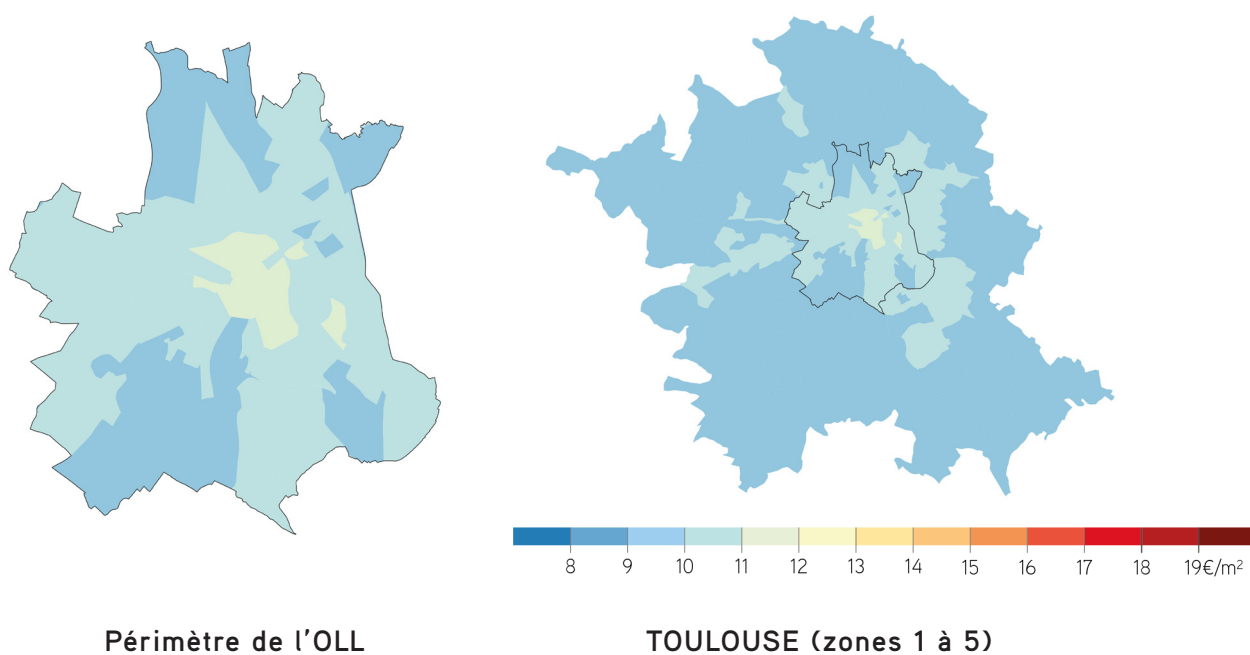 8 9 10 11 12 13 14 15 16 17 18 19€/m²
Périmètre de l'OLL
TOULOUSE (zones 1 à 5)